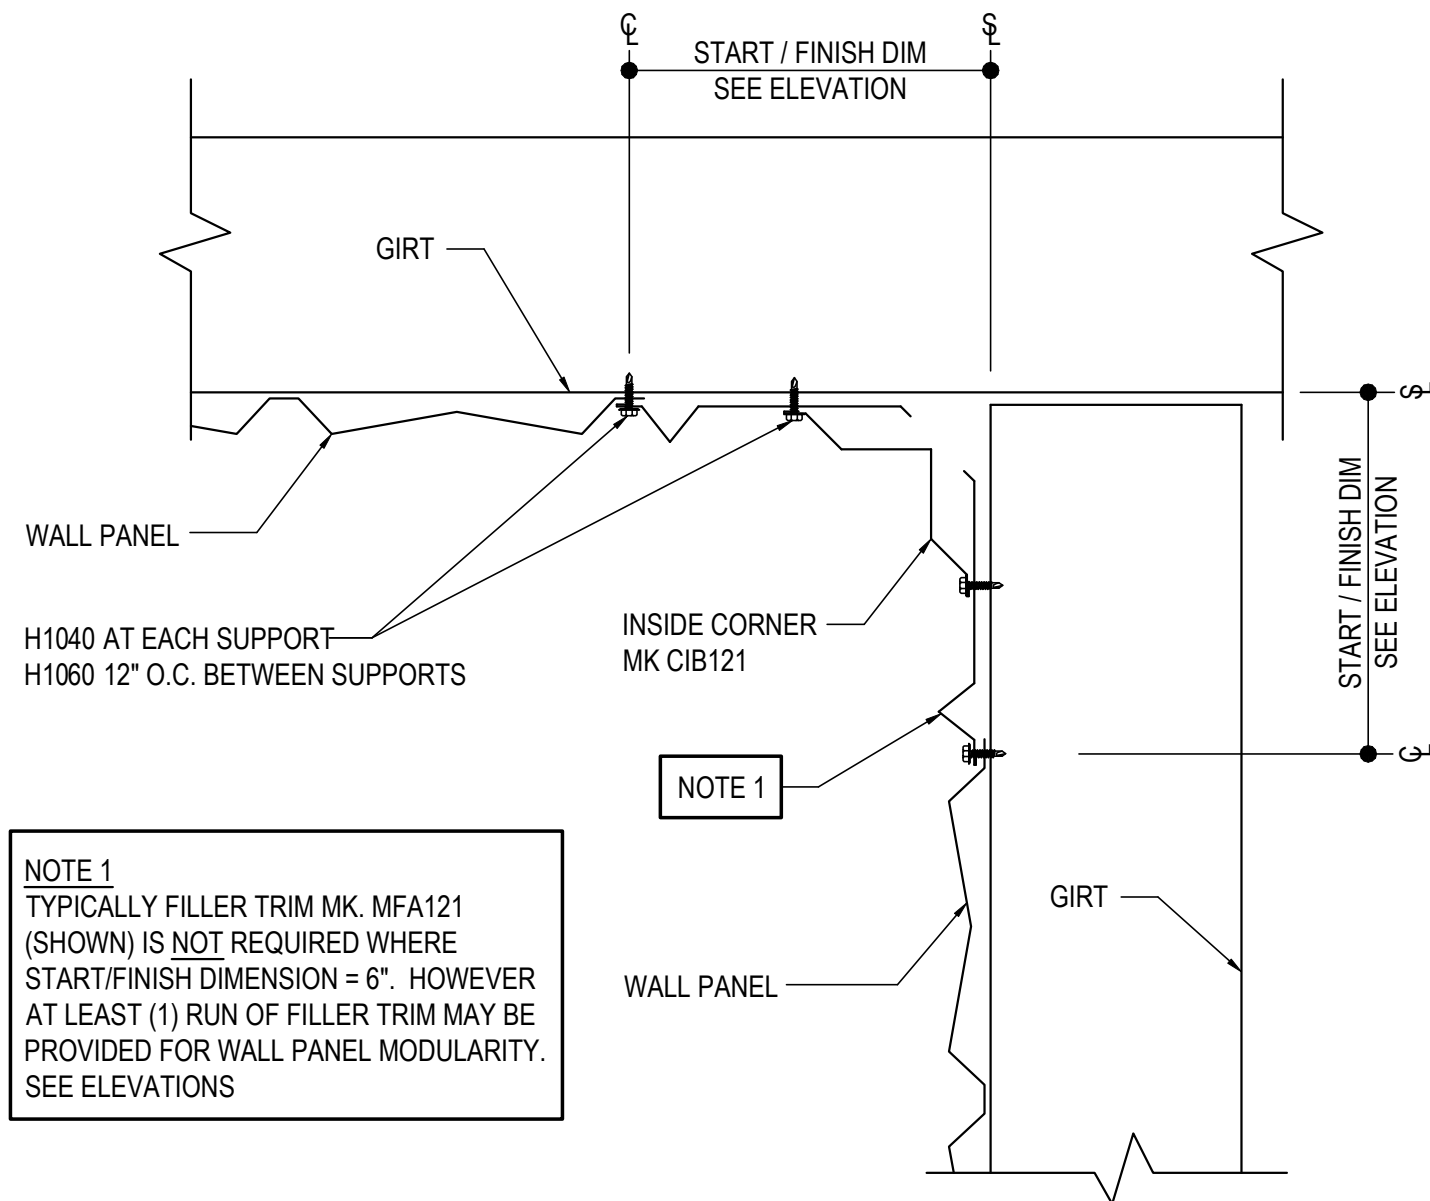 CL
SL
START / FINISH DIM
SEE ELEVATION
GIRT
SL
WALL PANEL
START / FINISH DIM
SEE ELEVATION
H1040 AT EACH SUPPORT
H1060 12" O.C. BETWEEN SUPPORTS
INSIDE CORNER
MK CIB121
CL
NOTE 1
NOTE 1
TYPICALLY FILLER TRIM MK. MFA121
(SHOWN) IS NOT REQUIRED WHERE
START/FINISH DIMENSION = 6". HOWEVER
AT LEAST (1) RUN OF FILLER TRIM MAY BE
PROVIDED FOR WALL PANEL MODULARITY.
SEE ELEVATIONS
GIRT
WALL PANEL